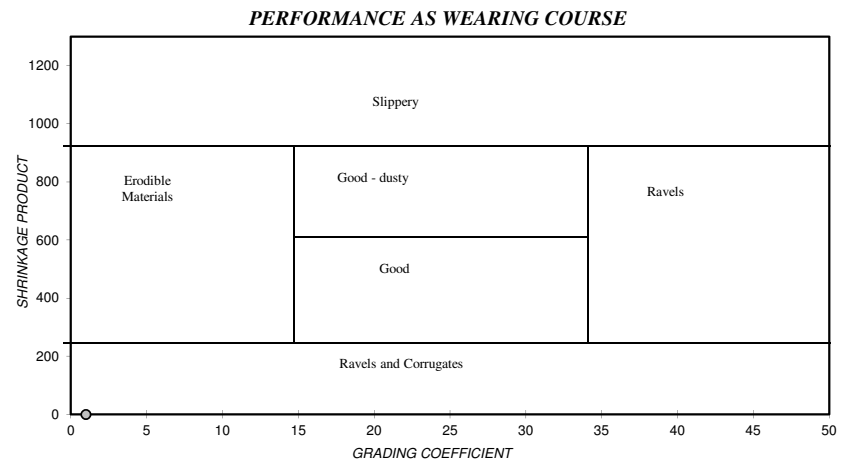 PERFORMANCE AS WEARING COURSE
1200
1000
800
600
400
200
0
SHRINKAGE PRODUCT
Slippery
Erodible
Materials
Good - dusty
Ravels
Good
Ravels and Corrugates
0 5 10 15 20 25 30 35 40 45 50
GRADING COEFFICIENT